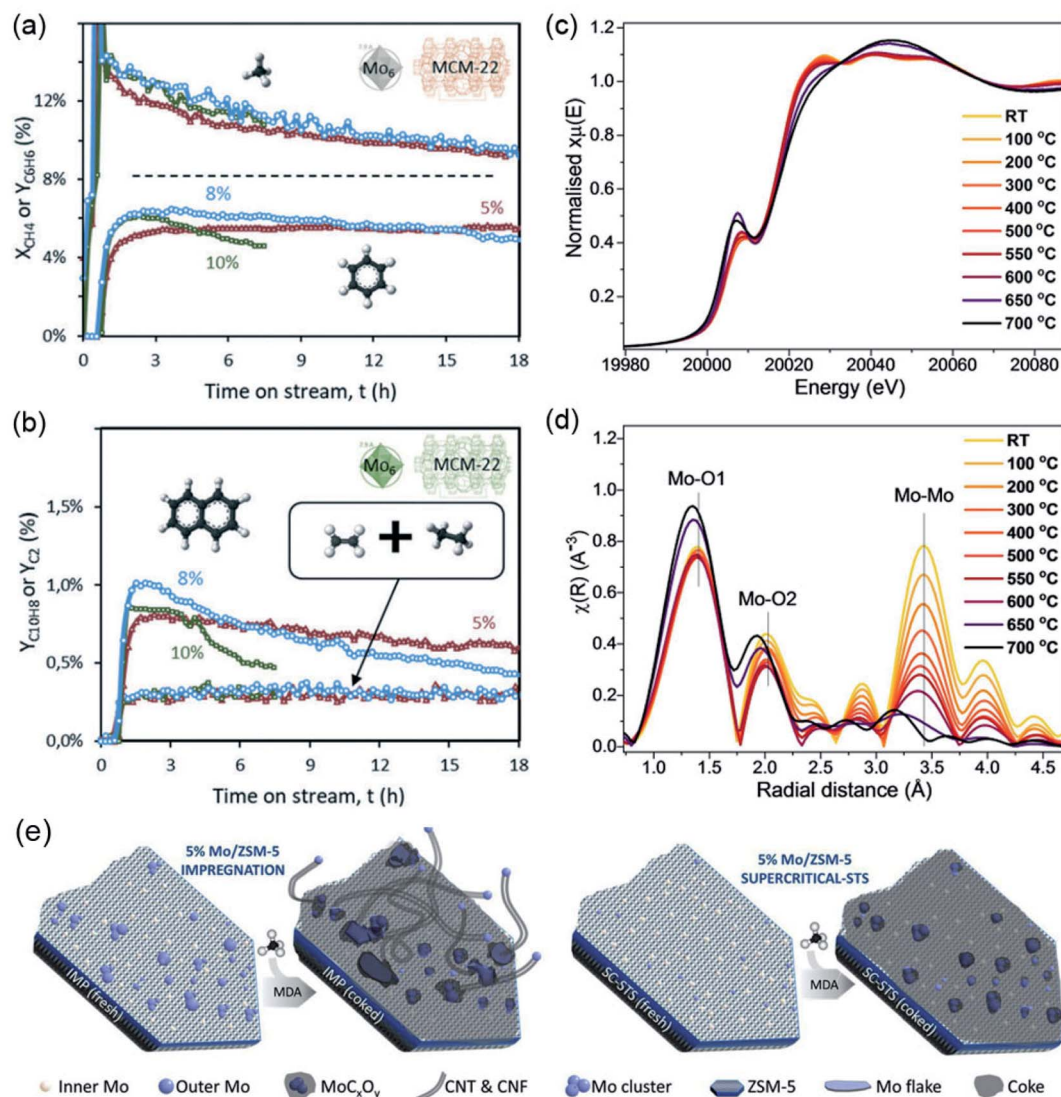 (a)
Mo6
MCM-22
12%
8%
4%
0%
X_CH4 or Y_C6H6 (%)
8%
5%
10%
0 3 6 9 12 15 18
Time on stream, t (h)
(b)
Mo6
MCM-22
1,5%
1,0%
0,5%
0,0%
Y_C10H8 or Y_C2 (%)
8%
5%
10%
0 3 6 9 12 15 18
Time on stream, t (h)
(c)
1.2
1.0
0.8
0.6
0.4
0.2
Normalised xμ(E)
RT
100 °C
200 °C
300 °C
400 °C
500 °C
550 °C
600 °C
650 °C
700 °C
19980 20000 20020 20040 20060 20080
Energy (eV)
(d)
1.2
1.0
0.8
0.6
0.4
0.2
0.0
χ(R) (A⁻³)
Mo-O1
Mo-O2
Mo-Mo
RT
100 °C
200 °C
300 °C
400 °C
500 °C
550 °C
600 °C
650 °C
700 °C
1.0 1.5 2.0 2.5 3.0 3.5 4.0 4.5
Radial distance (Å)
(e)
5% Mo/ZSM-5
IMPREGNATION
IMP (fresh)
MDA
IMP (coked)
5% Mo/ZSM-5
SUPERCRITICAL-STS
SC-STS (fresh)
MDA
SC-STS (coked)
Inner Mo Outer Mo MoCxOy CNT & CNF Mo cluster ZSM-5 Mo flake Coke